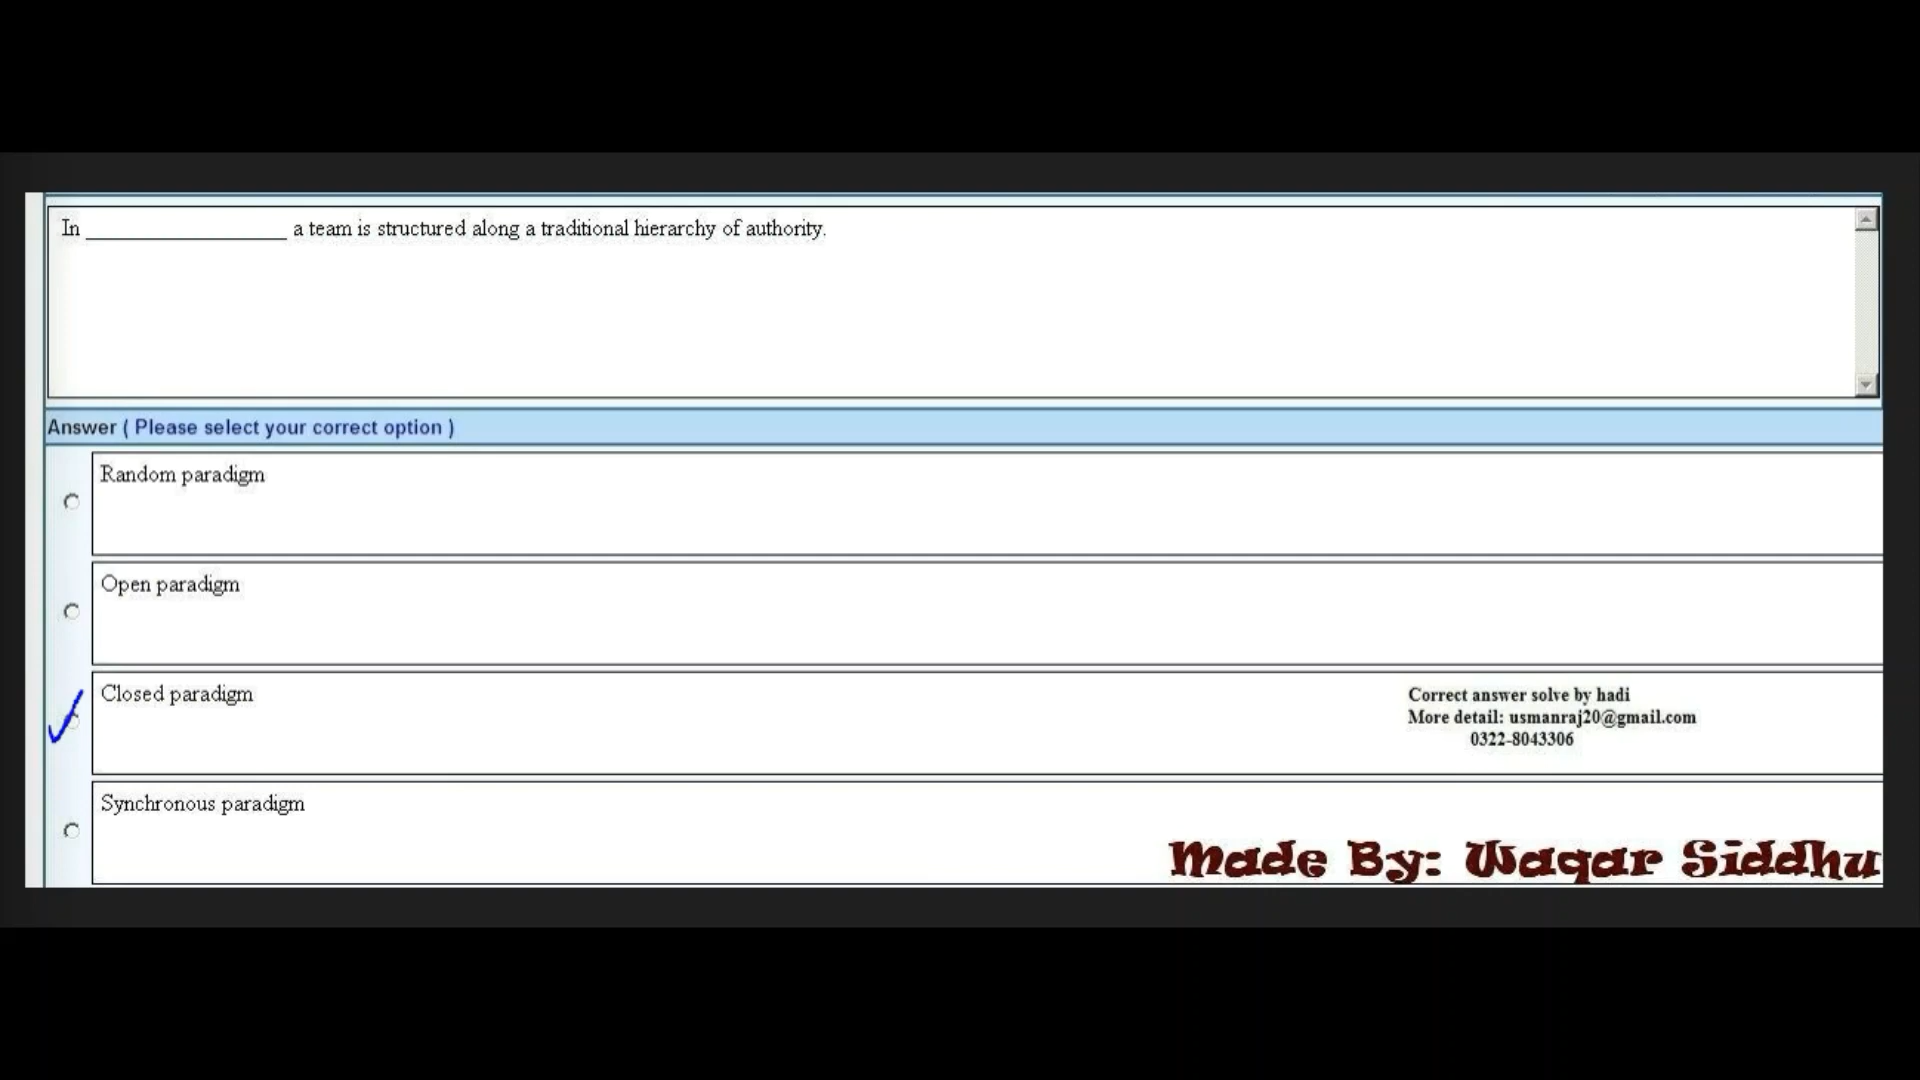 In __________________ a team is structured along a traditional hierarchy of authority.
Answer ( Please select your correct option )
Random paradigm
Open paradigm
Closed paradigm
Correct answer solve by hadi
More detail: usmanraj20@gmail.com
0322-8043306
Synchronous paradigm
Made By: Waqar Siddhu